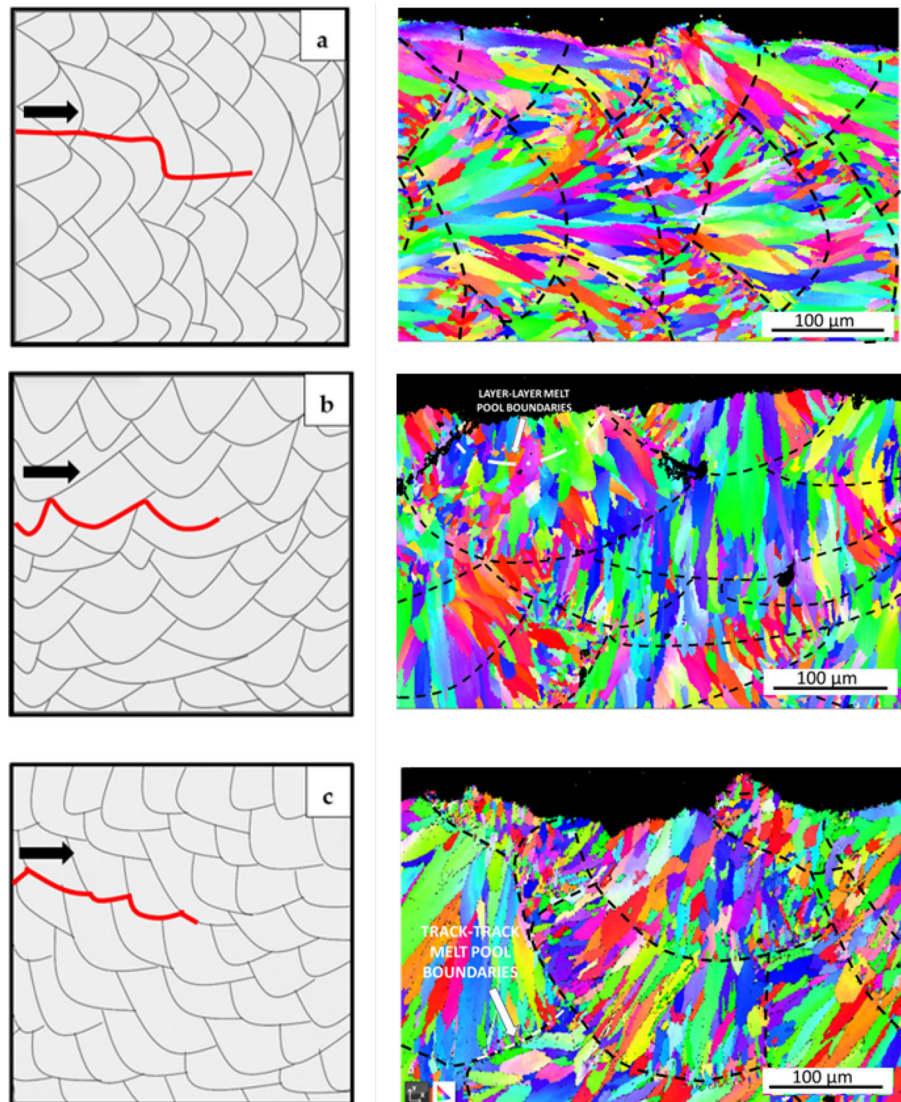 a
100 µm
b
LAYER-LAYER MELT
POOL BOUNDARIES
100 µm
c
TRACK-TRACK
MELT POOL
BOUNDARIES
100 µm